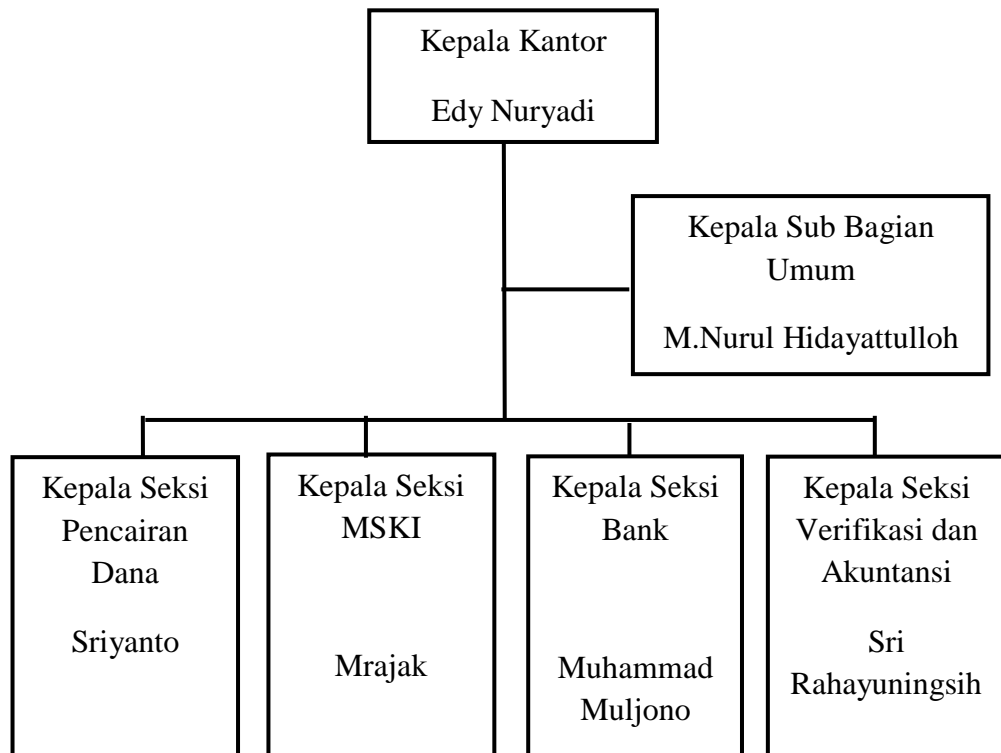 Kepala Kantor
Edy Nuryadi
Kepala Sub Bagian
Umum
M.Nurul Hidayattulloh
Kepala Seksi
Pencairan
Dana
Sriyanto
Kepala Seksi
MSKI
Mrajak
Kepala Seksi
Bank
Muhammad
Muljono
Kepala Seksi
Verifikasi dan
Akuntansi
Sri
Rahayuningsih